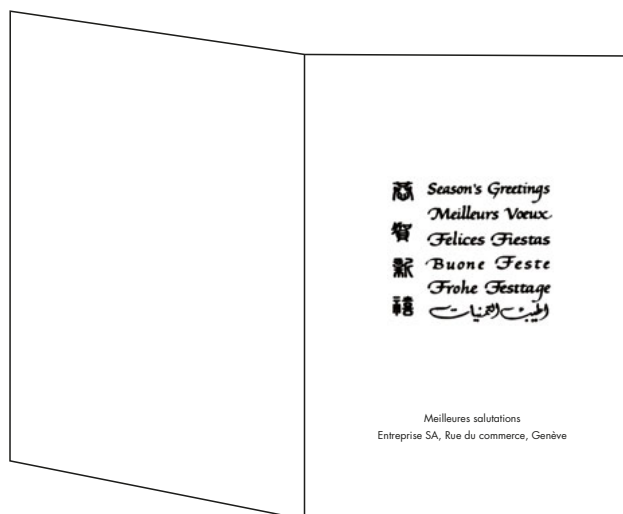 恭賀新禧
Season's Greetings
Meilleurs Vœux
Felices Fiestas
Buone Feste
Frohe Festtage
أطيب التمنيات
Meilleures salutations
Entreprise SA, Rue du commerce, Genève